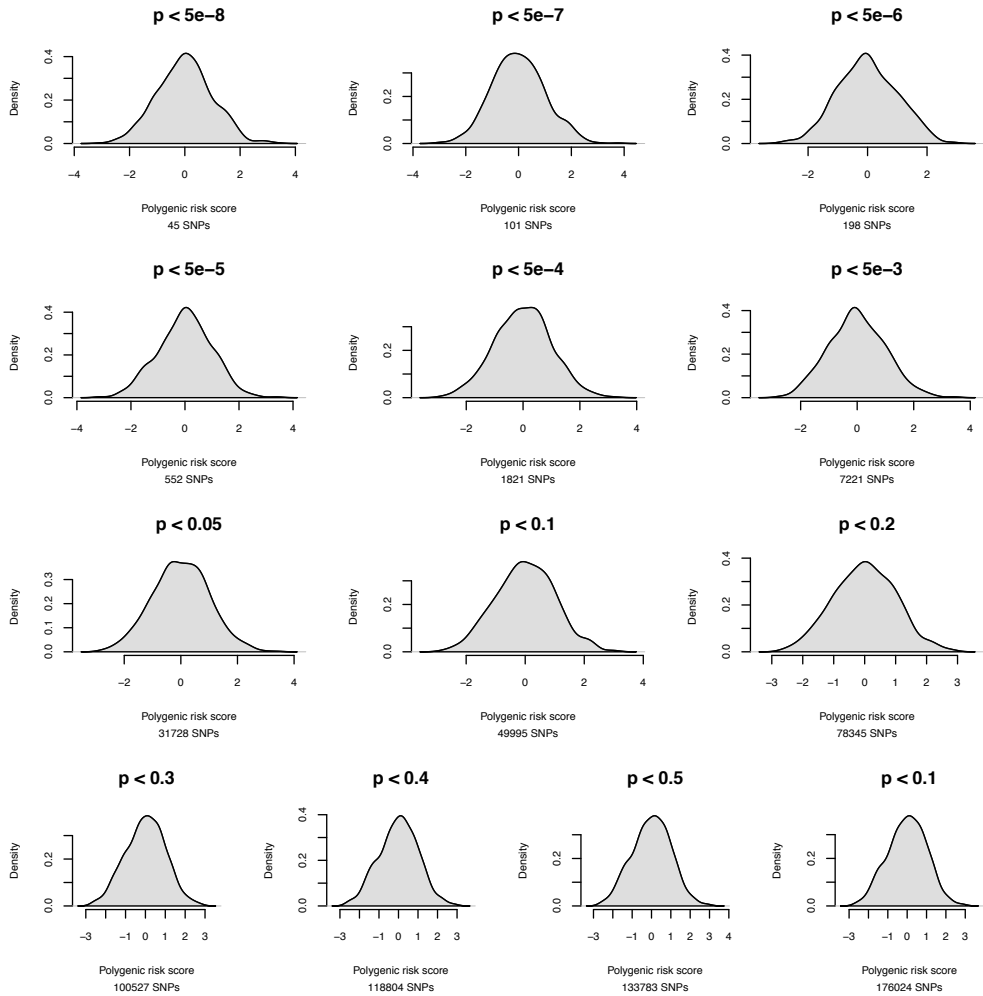 p < 5e−8
Density
0.0
0.2
0.4
−4 −2 0 2 4
Polygenic risk score
45 SNPs
p < 5e−7
Density
0.0
0.2
−4 −2 0 2 4
Polygenic risk score
101 SNPs
p < 5e−6
Density
0.0
0.2
0.4
−2 0 2
Polygenic risk score
198 SNPs
p < 5e−5
Density
0.0
0.2
0.4
−4 −2 0 2 4
Polygenic risk score
552 SNPs
p < 5e−4
Density
0.0
0.2
−2 0 2 4
Polygenic risk score
1821 SNPs
p < 5e−3
Density
0.0
0.2
0.4
−2 0 2 4
Polygenic risk score
7221 SNPs
p < 0.05
Density
0.0
0.1
0.2
0.3
−2 0 2 4
Polygenic risk score
31728 SNPs
p < 0.1
Density
0.0
0.2
−2 0 2 4
Polygenic risk score
49995 SNPs
p < 0.2
Density
0.0
0.2
0.4
−3 −2 −1 0 1 2 3
Polygenic risk score
78345 SNPs
p < 0.3
Density
0.0
0.2
−3 −1 0 1 2 3
Polygenic risk score
100527 SNPs
p < 0.4
Density
0.0
0.2
0.4
−3 −1 0 1 2 3
Polygenic risk score
118804 SNPs
p < 0.5
Density
0.0
0.2
−3 −1 0 1 2 3 4
Polygenic risk score
133783 SNPs
p < 0.1
Density
0.0
0.2
−3 −1 0 1 2 3
Polygenic risk score
176024 SNPs